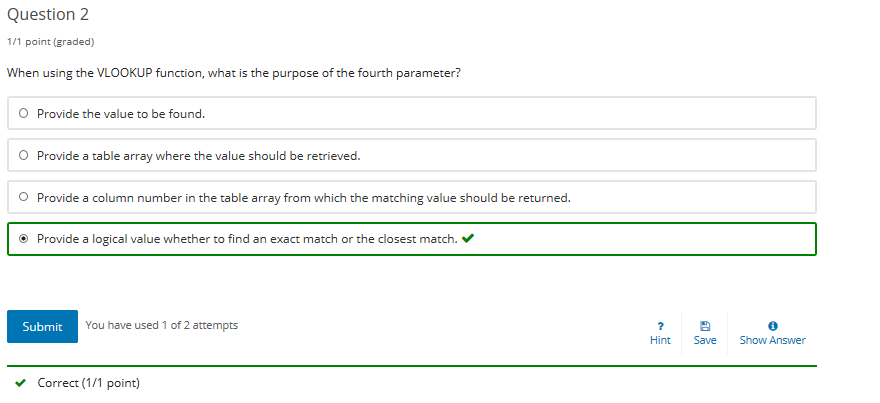 Question 2
1/1 point (graded)
When using the VLOOKUP function, what is the purpose of the fourth parameter?
Provide the value to be found.
Provide a table array where the value should be retrieved.
Provide a column number in the table array from which the matching value should be returned.
Provide a logical value whether to find an exact match or the closest match.
Submit
You have used 1 of 2 attempts
?
Hint
Save
Show Answer
Correct (1/1 point)